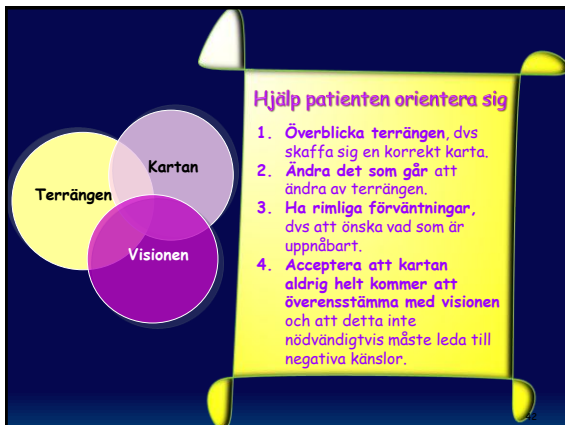 Hjälp patienten orientera sig
Kartan
Terrängen
Visionen
1. Överblicka terrängen, dvs
skaffa sig en korrekt karta.
2. Ändra det som går att
ändra av terrängen.
3. Ha rimliga förväntningar,
dvs att önska vad som är
uppnåbart.
4. Acceptera att kartan
aldrig helt kommer att
överensstämma med visionen
och att detta inte
nödvändigtvis måste leda till
negativa känslor.